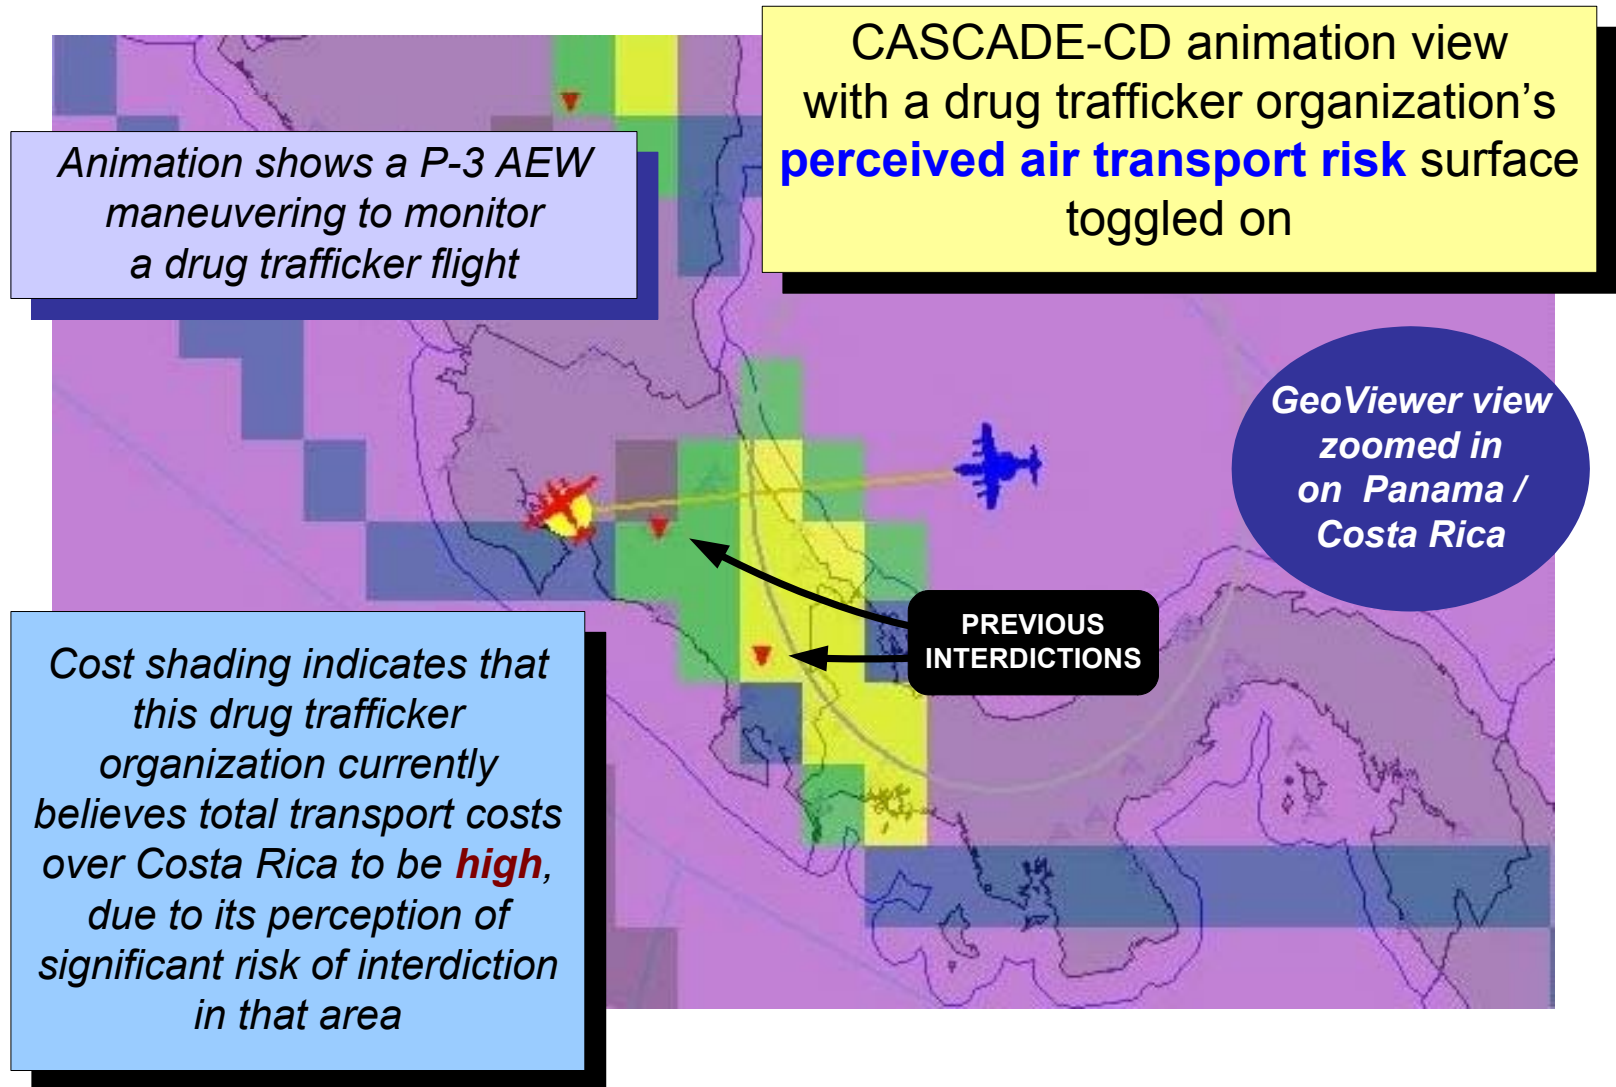 CASCADE-CD animation view
with a drug trafficker organization's
perceived air transport risk surface
toggled on
Animation shows a P-3 AEW
maneuvering to monitor
a drug trafficker flight
GeoViewer view
zoomed in
on Panama /
Costa Rica
PREVIOUS
INTERDICTIONS
Cost shading indicates that
this drug trafficker
organization currently
believes total transport costs
over Costa Rica to be high,
due to its perception of
significant risk of interdiction
in that area